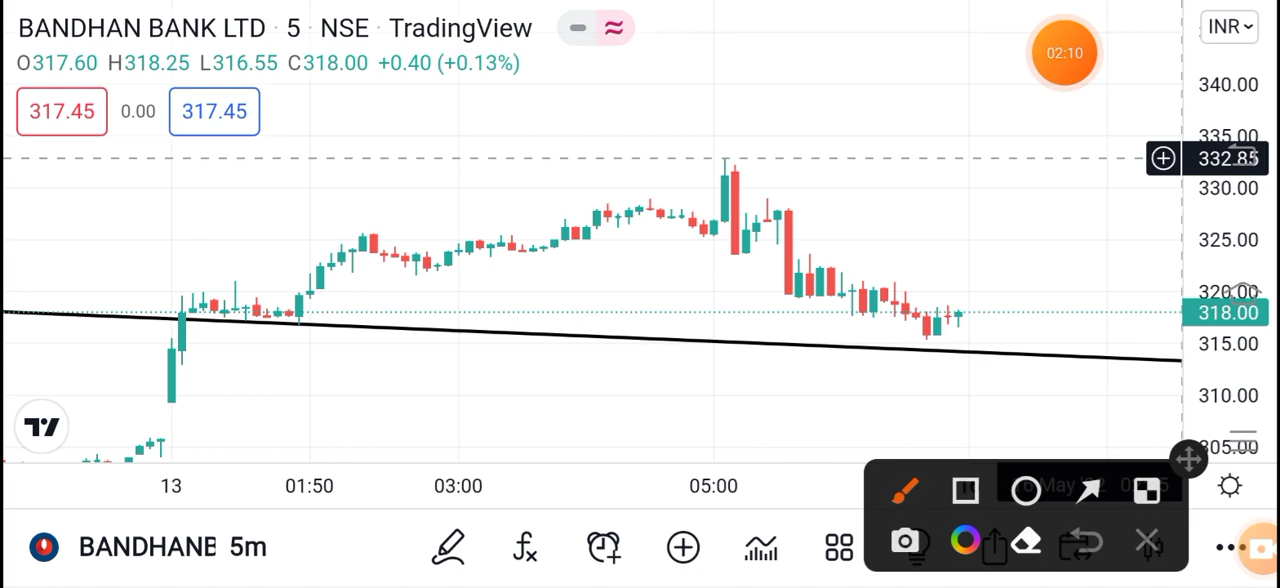 BANDHAN BANK LTD · 5 · NSE · TradingView
INR
O317.60 H318.25 L316.55 C318.00 +0.40 (+0.13%)
02:10
317.45 0.00 317.45
340.00
335.00
332.85
330.00
325.00
320.00
318.00
315.00
310.00
305.00
13 01:50 03:00 05:00
BANDHANB 5m